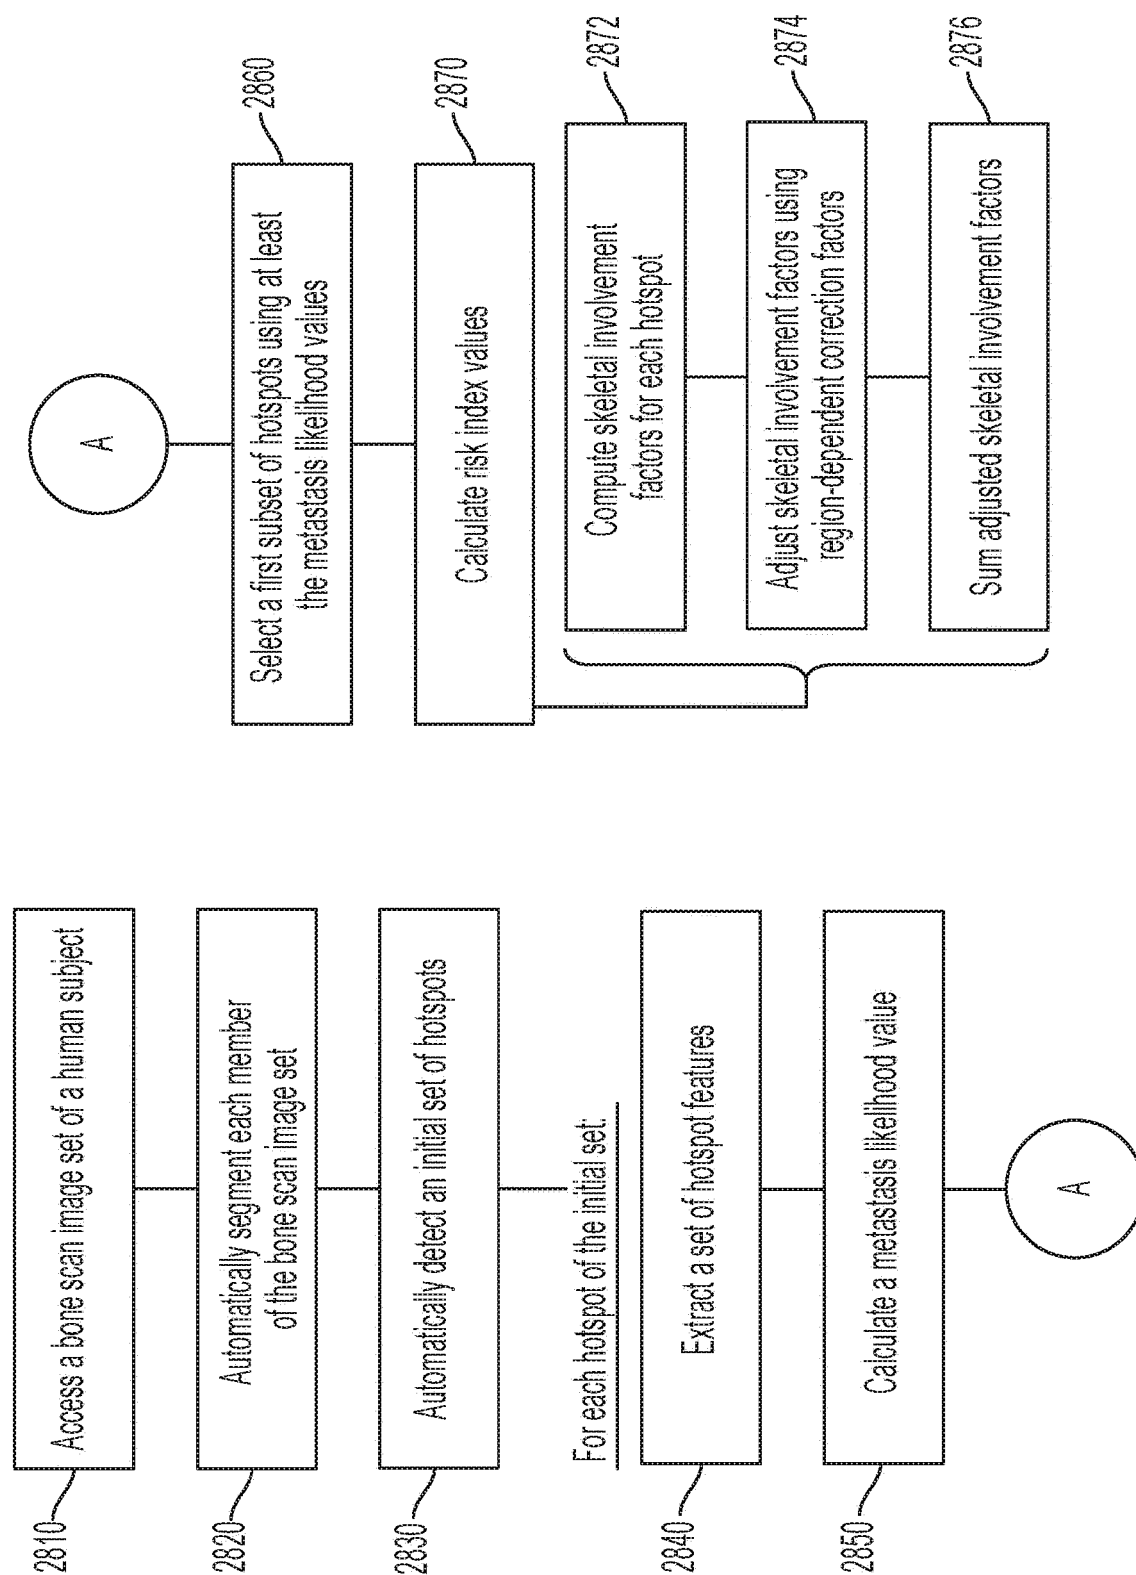 2810
Access a bone scan image set of a human subject
2820
Automatically segment each member
of the bone scan image set
2830
Automatically detect an initial set of hotspots
For each hotspot of the initial set:
2840
Extract a set of hotspot features
2850
Calculate a metastasis likelihood value
A
A
Select a first subset of hotspots using at least
the metastasis likelihood values
2860
Calculate risk index values
2870
Compute skeletal involvement
factors for each hotspot
2872
Adjust skeletal involvement factors using
region-dependent correction factors
2874
Sum adjusted skeletal involvement factors
2876